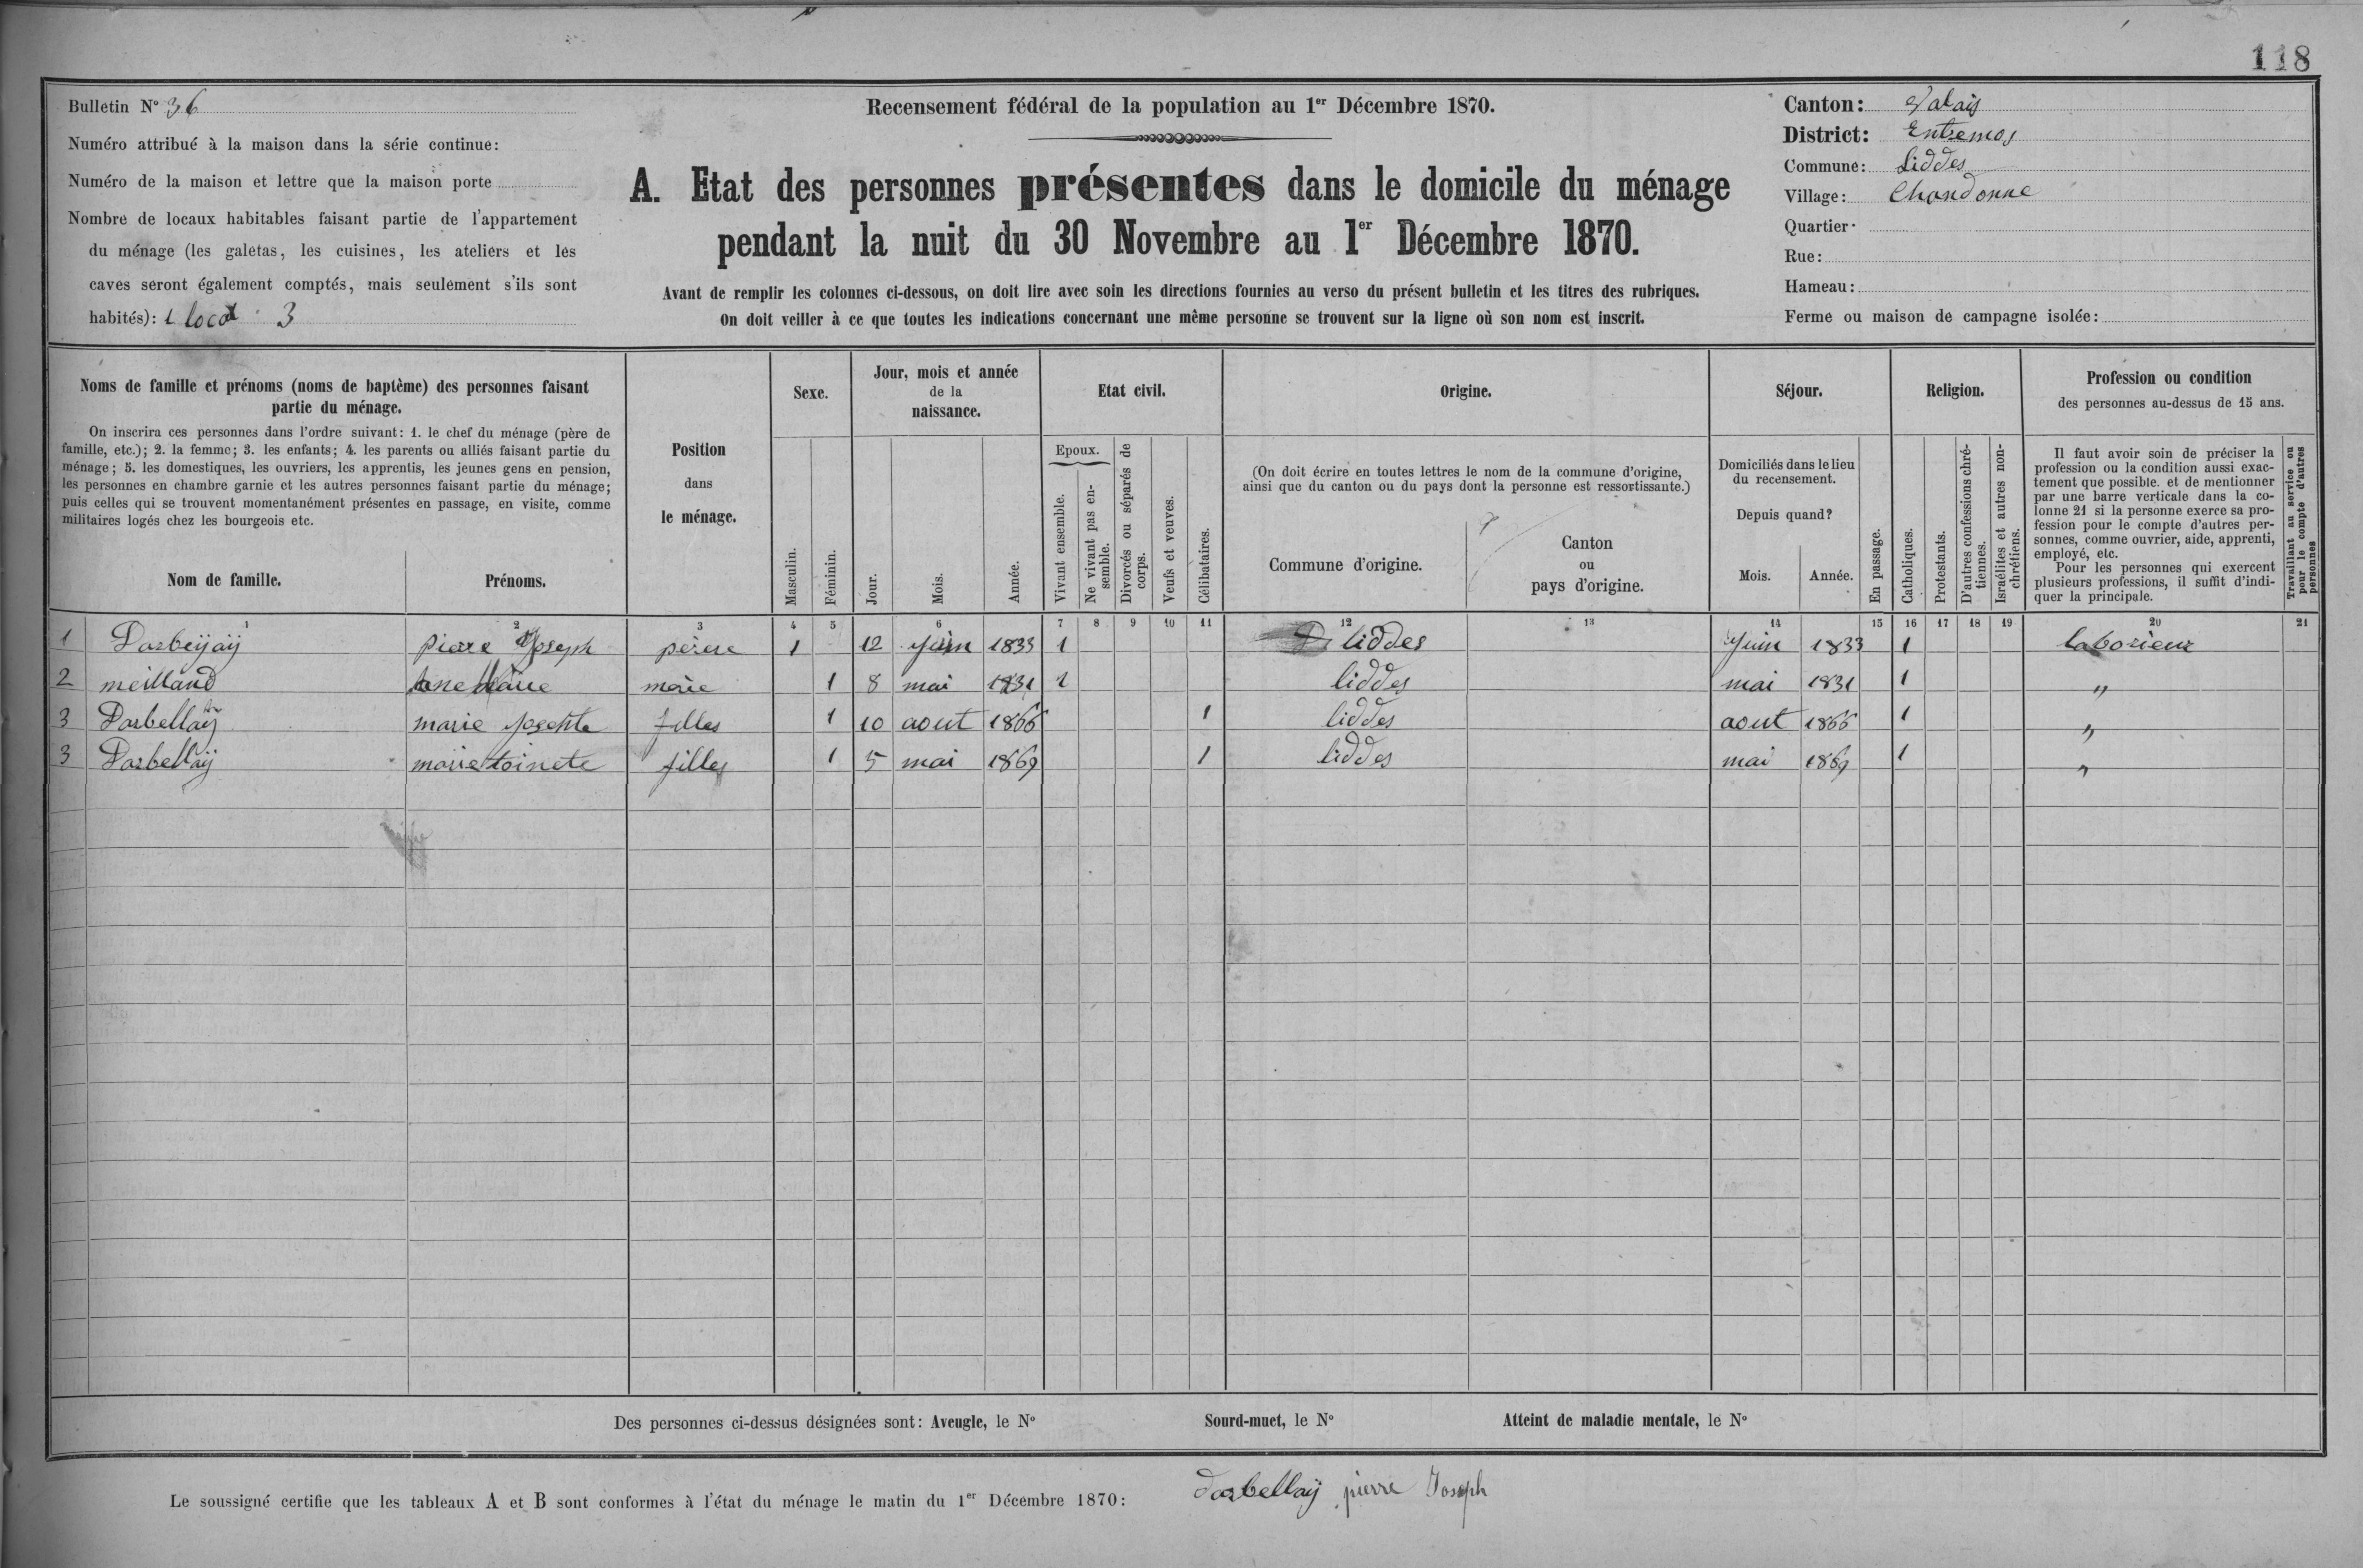 118
Bulletin N° 36
Numéro attribué à la maison dans la série continue:
Numéro de la maison et lettre que la maison porte
Nombre de locaux habitables faisant partie de l'appartement
du ménage (les galetas, les cuisines, les ateliers et les
caves seront également comptés, mais seulement s'ils sont
habités): 1 locat 3
Recensement fédéral de la population au 1er Décembre 1870.
A. Etat des personnes présentes dans le domicile du ménage
pendant la nuit du 30 Novembre au 1er Décembre 1870.
Avant de remplir les colonnes ci-dessous, on doit lire avec soin les directions fournies au verso du présent bulletin et les titres des rubriques.
On doit veiller à ce que toutes les indications concernant une même personne se trouvent sur la ligne où son nom est inscrit.
Canton: Valais
District: Entremos
Commune: Liddes
Village: Chandonne
Quartier:
Rue:
Hameau:
Ferme ou maison de campagne isolée:
Noms de famille et prénoms (noms de baptême) des personnes faisant
partie du ménage.
On inscrira ces personnes dans l'ordre suivant: 1. le chef du ménage (père de
famille, etc.); 2. la femme; 3. les enfants; 4. les parents ou alliés faisant partie du
ménage; 5. les domestiques, les ouvriers, les apprentis, les jeunes gens en pension,
les personnes en chambre garnie et les autres personnes faisant partie du ménage;
puis celles qui se trouvent momentanément présentes en passage, en visite, comme
militaires logés chez les bourgeois etc.
Nom de famille. Prénoms.
Position
dans
le ménage.
Sexe.
Masculin. Féminin.
Jour, mois et année
de la
naissance.
Jour. Mois. Année.
Etat civil.
Epoux.
Vivant ensemble.
Ne vivant pas en-
semble.
Divorcés ou séparés de
corps.
Veufs et veuves.
Célibataires.
Origine.
(On doit écrire en toutes lettres le nom de la commune d'origine,
ainsi que du canton ou du pays dont la personne est ressortissante.)
Commune d'origine.
Canton
ou
pays d'origine.
Séjour.
Domiciliés dans le lieu
du recensement.
Depuis quand?
Mois. Année.
En passage.
Religion.
Catholiques.
Protestants.
D'autres confessions chré-
tiennes.
Israélites et autres non-
chrétiens.
Profession ou condition
des personnes au-dessus de 15 ans.
Il faut avoir soin de préciser la
profession ou la condition aussi exac-
tement que possible. et de mentionner
par une barre verticale dans la co-
lonne 21 si la personne exerce sa pro-
fession pour le compte d'autres per-
sonnes, comme ouvrier, aide, apprenti,
employé, etc.
Pour les personnes qui exercent
plusieurs professions, il suffit d'indi-
quer la principale.
Travaillant au service ou
pour le compte d'autres
personnes
1 2 3 4 5 6 7 8 9 10 11 12 13 14 15 16 17 18 19 20 21
1 Darbeÿaÿ pierre Joseph pèrere 1 12 Juin 1833 1 liddes Juin 1833 1 laborieur
2 meilland marie mère 1 8 mai 1831 1 liddes mai 1831 1 "
3 Darbellaÿ marie Josephte filles 1 10 aout 1866 1 liddes aout 1866 1 "
3 Darbellaÿ marie toinete filles 1 5 mai 1869 1 liddes mai 1869 1 "
Des personnes ci-dessus désignées sont: Aveugle, le N° Sourd-muet, le N° Atteint de maladie mentale, le N°
Le soussigné certifie que les tableaux A et B sont conformes à l'état du ménage le matin du 1er Décembre 1870: Darbellaÿ pierre Joseph